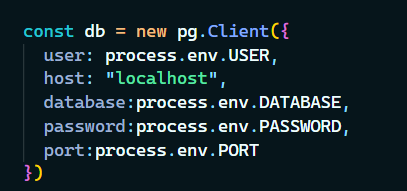 const db = new pg.Client({
  user: process.env.USER,
  host: "localhost",
  database:process.env.DATABASE,
  password:process.env.PASSWORD,
  port:process.env.PORT
})